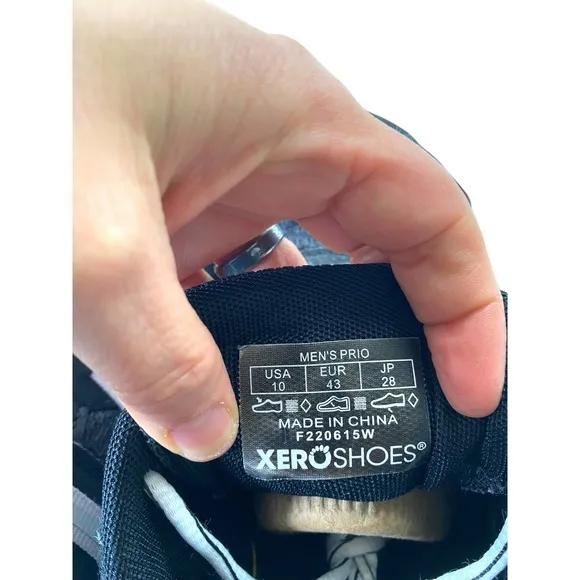 MEN'S PRIO
USA EUR JP
10 43 28
MADE IN CHINA
F220615W
XEROSHOES®